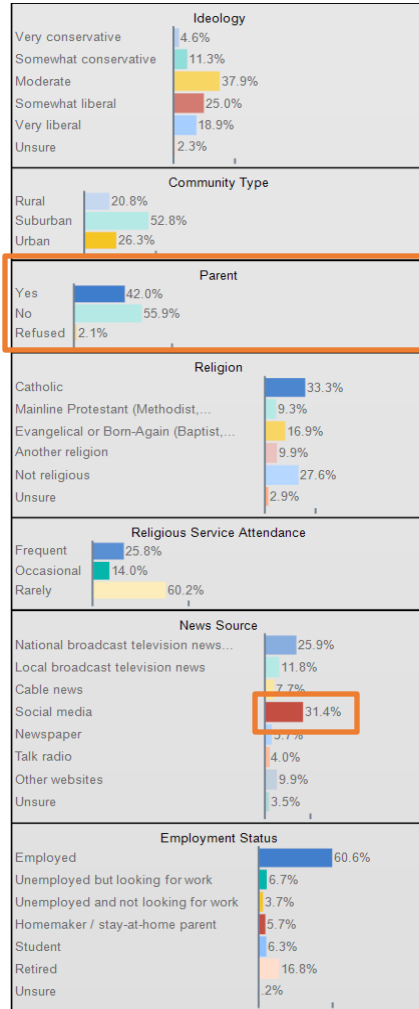 Ideology
Very conservative 4.6%
Somewhat conservative 11.3%
Moderate 37.9%
Somewhat liberal 25.0%
Very liberal 18.9%
Unsure 2.3%
Community Type
Rural 20.8%
Suburban 52.8%
Urban 26.3%
Parent
Yes 42.0%
No 55.9%
Refused 2.1%
Religion
Catholic 33.3%
Mainline Protestant (Methodist,... 9.3%
Evangelical or Born-Again (Baptist,... 16.9%
Another religion 9.9%
Not religious 27.6%
Unsure 2.9%
Religious Service Attendance
Frequent 25.8%
Occasional 14.0%
Rarely 60.2%
News Source
National broadcast television news... 25.9%
Local broadcast television news 11.8%
Cable news 7.7%
Social media 31.4%
Newspaper
Talk radio 4.0%
Other websites 9.9%
Unsure 3.5%
Employment Status
Employed 60.6%
Unemployed but looking for work 6.7%
Unemployed and not looking for work 3.7%
Homemaker / stay-at-home parent 5.7%
Student 6.3%
Retired 16.8%
Unsure .2%